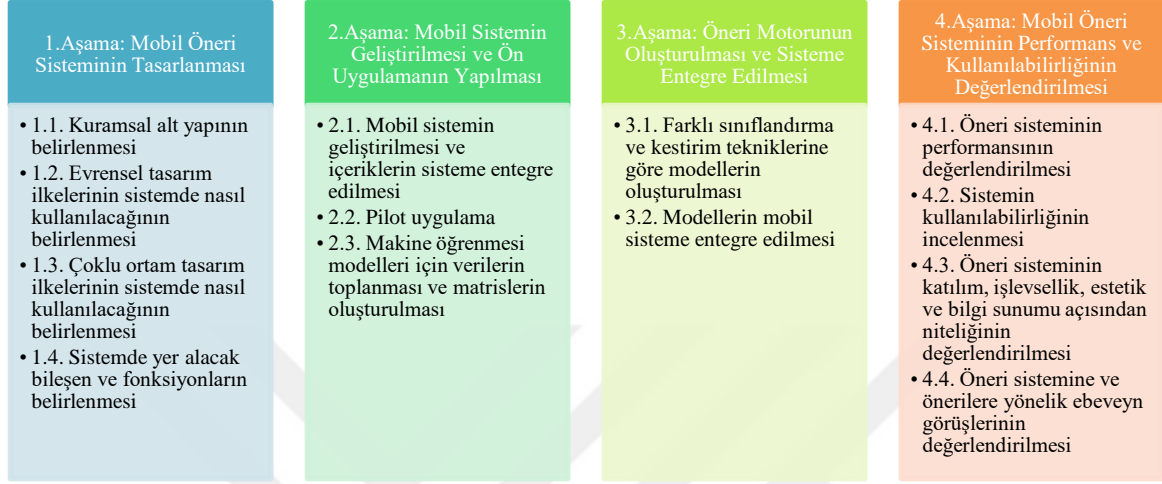 1.Aşama: Mobil Öneri
Sisteminin Tasarlanması
• 1.1. Kuramsal alt yapının
belirlenmesi
• 1.2. Evrensel tasarım
ilkelerinin sistemde nasıl
kullanılacağının
belirlenmesi
• 1.3. Çoklu ortam tasarım
ilkelerinin sistemde nasıl
kullanılacağının
belirlenmesi
• 1.4. Sistemde yer alacak
bileşen ve fonksiyonların
belirlenmesi
2.Aşama: Mobil Sistemin
Geliştirilmesi ve Ön
Uygulamanın Yapılması
• 2.1. Mobil sistemin
geliştirilmesi ve
içeriklerin sisteme entegre
edilmesi
• 2.2. Pilot uygulama
• 2.3. Makine öğrenmesi
modelleri için verilerin
toplanması ve matrislerin
oluşturulması
3.Aşama: Öneri Motorunun
Oluşturulması ve Sisteme
Entegre Edilmesi
• 3.1. Farklı sınıflandırma
ve kestirim tekniklerine
göre modellerin
oluşturulması
• 3.2. Modellerin mobil
sisteme entegre edilmesi
4.Aşama: Mobil Öneri
Sisteminin Performans ve
Kullanılabilirliğinin
Değerlendirilmesi
• 4.1. Öneri sisteminin
performansının
değerlendirilmesi
• 4.2. Sistemin
kullanılabilirliğinin
incelenmesi
• 4.3. Öneri sisteminin
katılım, işlevsellik, estetik
ve bilgi sunumu açısından
niteliğinin
değerlendirilmesi
• 4.4. Öneri sistemine ve
önerilere yönelik ebeveyn
görüşlerinin
değerlendirilmesi